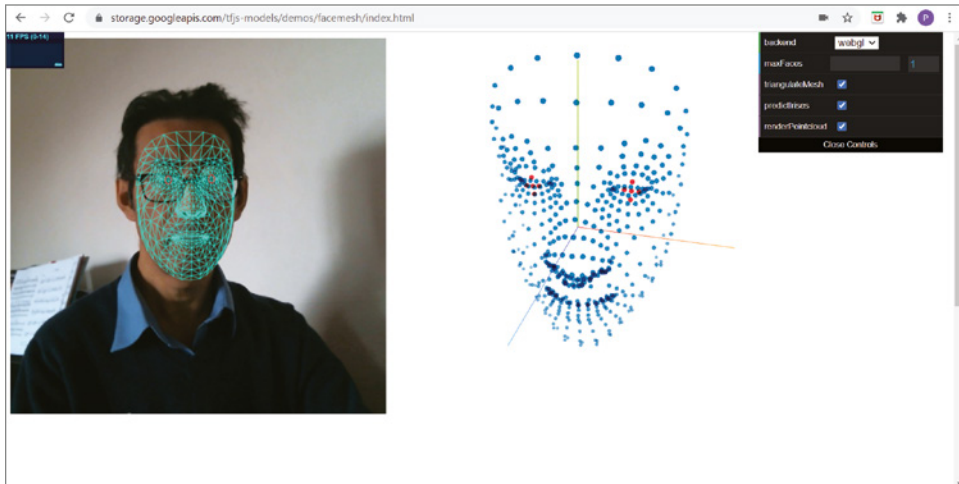 storage.googleapis.com/tfjs-models/demos/facemesh/index.html
P
11 FPS (0-14)
backend
webgl
maxFaces
1
triangulateMesh
predictIrises
renderPointcloud
Close Controls